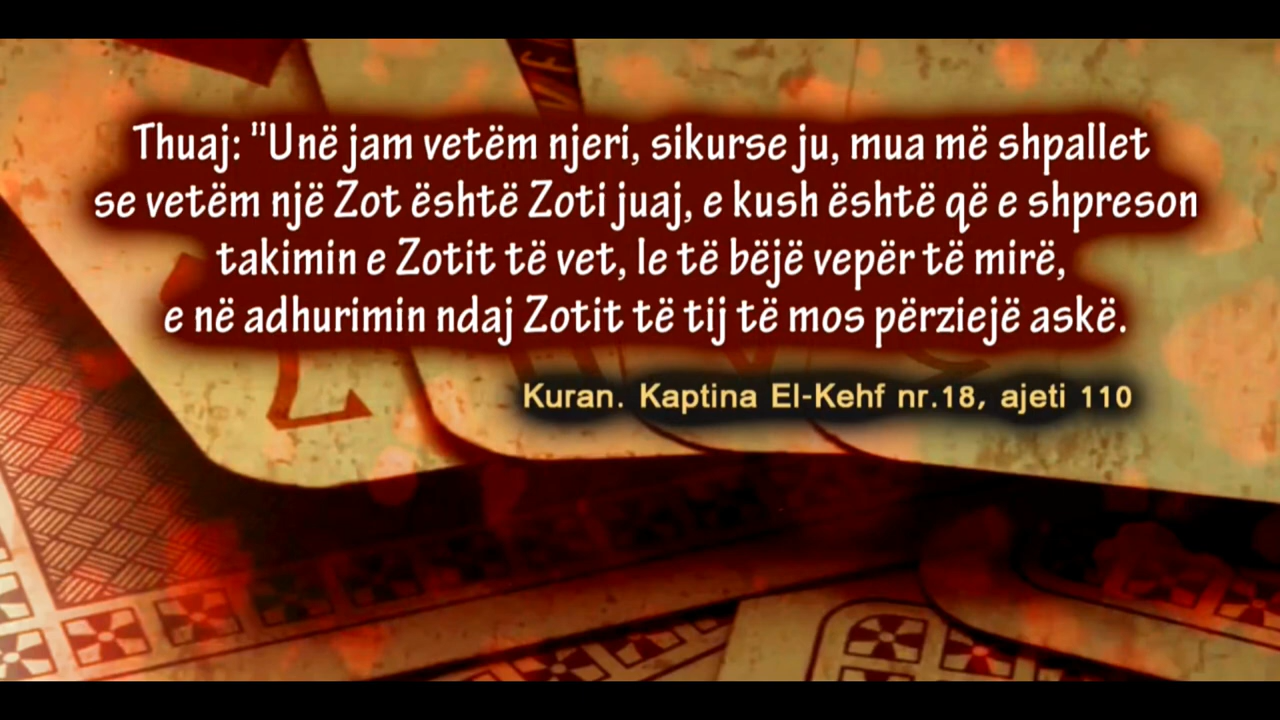 Thuaj: "Unë jam vetëm njeri, sikurse ju, mua më shpallet
se vetëm një Zot është Zoti juaj, e kush është që e shpreson
takimin e Zotit të vet, le të bëjë vepër të mirë,
e në adhurimin ndaj Zotit të tij të mos përziejë askë.
Kuran. Kaptina El-Kehf nr.18, ajeti 110